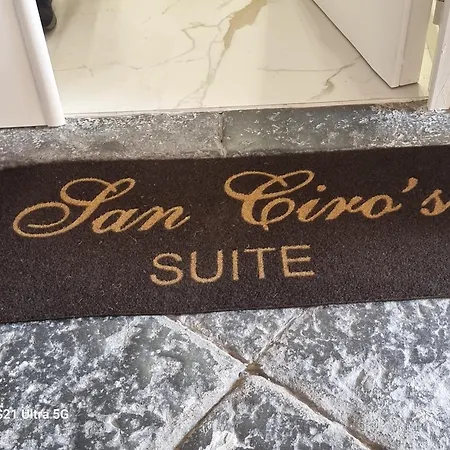 San Ciro's
SUITE
S21 Ultra 5G